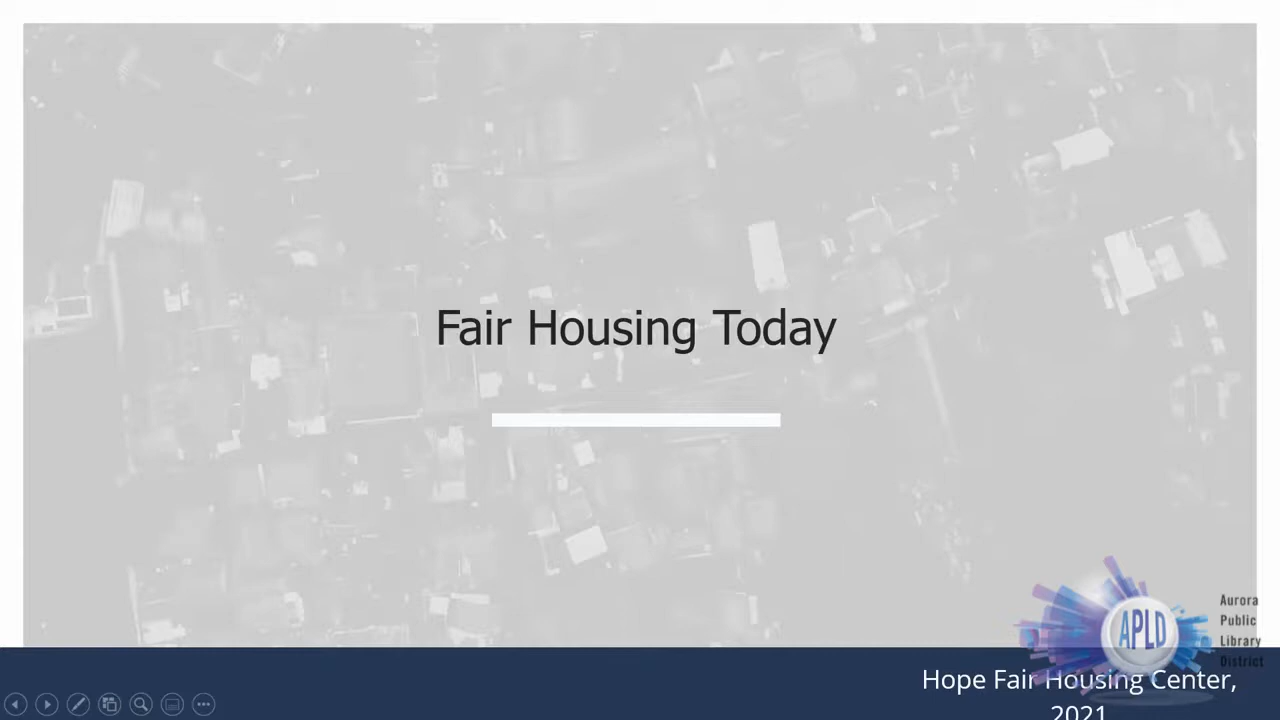 Fair Housing Today
APLD
Aurora
Public
Library
District
Hope Fair Housing Center,
2021